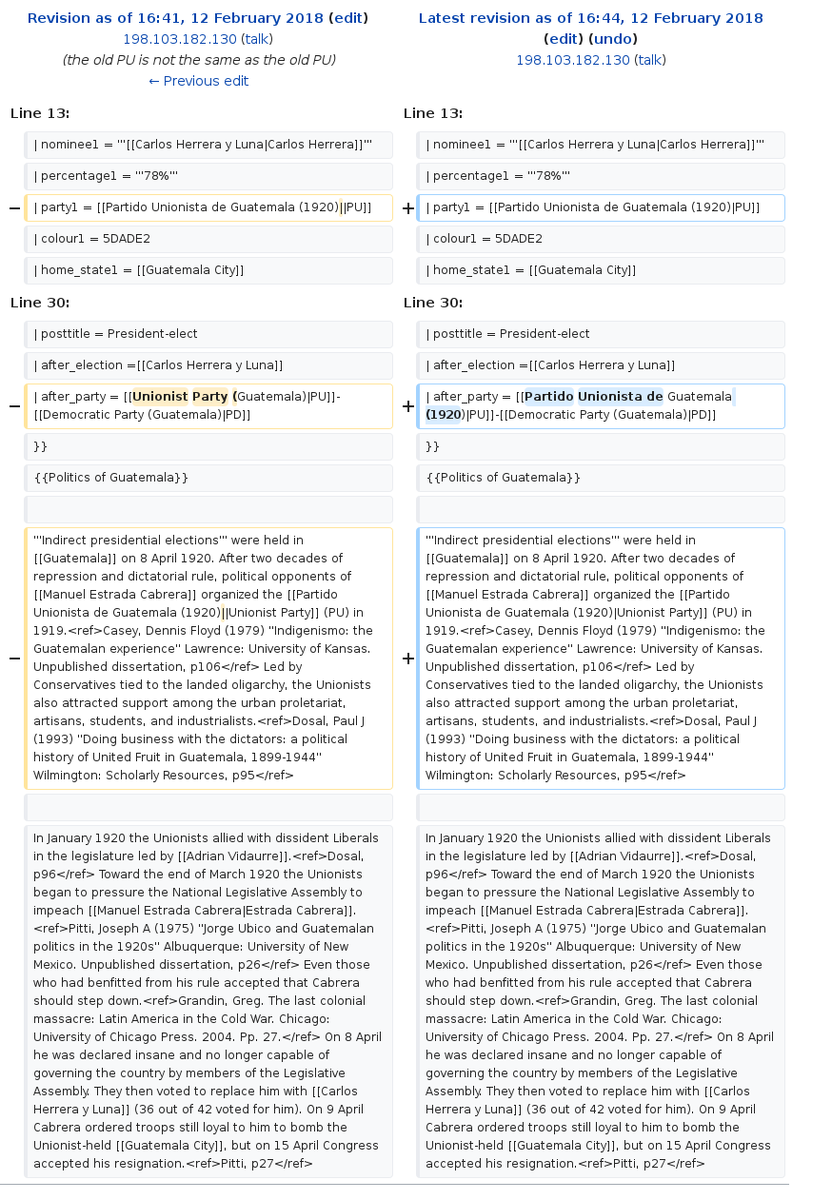 Revision as of 16:41, 12 February 2018 (edit)
198.103.182.130 (talk)
(the old PU is not the same as the old PU)
← Previous edit
Latest revision as of 16:44, 12 February 2018
(edit) (undo)
198.103.182.130 (talk)
Line 13:
Line 13:
| nominee1 = '''[[Carlos Herrera y Luna|Carlos Herrera]]'''
| nominee1 = '''[[Carlos Herrera y Luna|Carlos Herrera]]'''
| percentage1 = '''78%'''
| percentage1 = '''78%'''
− | party1 = [[Partido Unionista de Guatemala (1920)||PU]]
+ | party1 = [[Partido Unionista de Guatemala (1920)|PU]]
| colour1 = 5DADE2
| colour1 = 5DADE2
| home_state1 = [[Guatemala City]]
| home_state1 = [[Guatemala City]]
Line 30:
Line 30:
| posttitle = President-elect
| posttitle = President-elect
| after_election =[[Carlos Herrera y Luna]]
| after_election =[[Carlos Herrera y Luna]]
− | after_party = [[Unionist Party (Guatemala)|PU]]-
[[Democratic Party (Guatemala)|PD]]
+ | after_party = [[Partido Unionista de Guatemala
(1920)|PU]]-[[Democratic Party (Guatemala)|PD]]
}}
}}
{{Politics of Guatemala}}
{{Politics of Guatemala}}
−
'''Indirect presidential elections''' were held in
[[Guatemala]] on 8 April 1920. After two decades of
repression and dictatorial rule, political opponents of
[[Manuel Estrada Cabrera]] organized the [[Partido
Unionista de Guatemala (1920)||Unionist Party]] (PU) in
1919.<ref>Casey, Dennis Floyd (1979) "Indigenismo: the
Guatemalan experience" Lawrence: University of Kansas.
Unpublished dissertation, p106</ref> Led by
Conservatives tied to the landed oligarchy, the Unionists
also attracted support among the urban proletariat,
artisans, students, and industrialists.<ref>Dosal, Paul J
(1993) "Doing business with the dictators: a political
history of United Fruit in Guatemala, 1899-1944"
Wilmington: Scholarly Resources, p95</ref>
+
'''Indirect presidential elections''' were held in
[[Guatemala]] on 8 April 1920. After two decades of
repression and dictatorial rule, political opponents of
[[Manuel Estrada Cabrera]] organized the [[Partido
Unionista de Guatemala (1920)|Unionist Party]] (PU) in
1919.<ref>Casey, Dennis Floyd (1979) "Indigenismo: the
Guatemalan experience" Lawrence: University of Kansas.
Unpublished dissertation, p106</ref> Led by
Conservatives tied to the landed oligarchy, the Unionists
also attracted support among the urban proletariat,
artisans, students, and industrialists.<ref>Dosal, Paul J
(1993) "Doing business with the dictators: a political
history of United Fruit in Guatemala, 1899-1944"
Wilmington: Scholarly Resources, p95</ref>
In January 1920 the Unionists allied with dissident Liberals
in the legislature led by [[Adrian Vidaurre]].<ref>Dosal,
p96</ref> Toward the end of March 1920 the Unionists
began to pressure the National Legislative Assembly to
impeach [[Manuel Estrada Cabrera|Estrada Cabrera]].
<ref>Pitti, Joseph A (1975) "Jorge Ubico and Guatemalan
politics in the 1920s" Albuquerque: University of New
Mexico. Unpublished dissertation, p26</ref> Even those
who had benfitted from his rule accepted that Cabrera
should step down.<ref>Grandin, Greg. The last colonial
massacre: Latin America in the Cold War. Chicago:
University of Chicago Press. 2004. Pp. 27.</ref> On 8 April
he was declared insane and no longer capable of
governing the country by members of the Legislative
Assembly. They then voted to replace him with [[Carlos
Herrera y Luna]] (36 out of 42 voted for him). On 9 April
Cabrera ordered troops still loyal to him to bomb the
Unionist-held [[Guatemala City]], but on 15 April Congress
accepted his resignation.<ref>Pitti, p27</ref>
In January 1920 the Unionists allied with dissident Liberals
in the legislature led by [[Adrian Vidaurre]].<ref>Dosal,
p96</ref> Toward the end of March 1920 the Unionists
began to pressure the National Legislative Assembly to
impeach [[Manuel Estrada Cabrera|Estrada Cabrera]].
<ref>Pitti, Joseph A (1975) "Jorge Ubico and Guatemalan
politics in the 1920s" Albuquerque: University of New
Mexico. Unpublished dissertation, p26</ref> Even those
who had benfitted from his rule accepted that Cabrera
should step down.<ref>Grandin, Greg. The last colonial
massacre: Latin America in the Cold War. Chicago:
University of Chicago Press. 2004. Pp. 27.</ref> On 8 April
he was declared insane and no longer capable of
governing the country by members of the Legislative
Assembly. They then voted to replace him with [[Carlos
Herrera y Luna]] (36 out of 42 voted for him). On 9 April
Cabrera ordered troops still loyal to him to bomb the
Unionist-held [[Guatemala City]], but on 15 April Congress
accepted his resignation.<ref>Pitti, p27</ref>